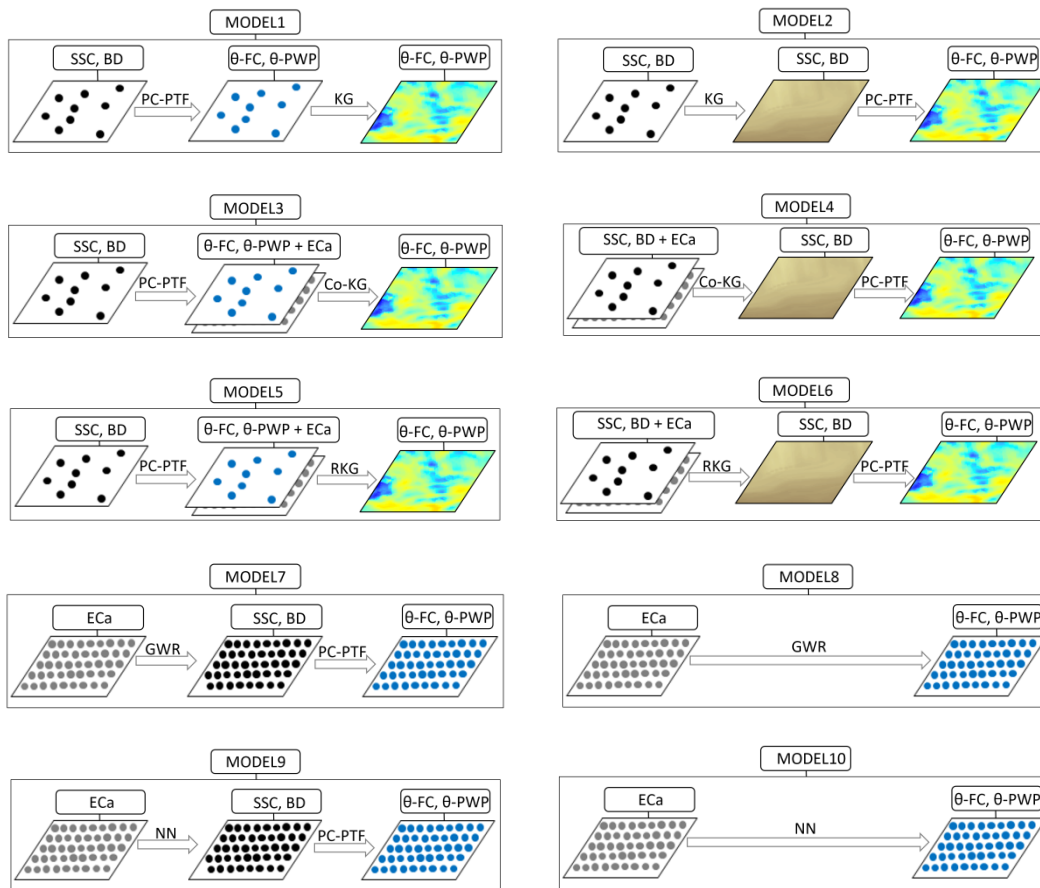 MODEL1
SSC, BD
θ-FC, θ-PWP
θ-FC, θ-PWP
PC-PTF
KG
MODEL2
SSC, BD
SSC, BD
θ-FC, θ-PWP
KG
PC-PTF
MODEL3
SSC, BD
θ-FC, θ-PWP + ECa
θ-FC, θ-PWP
PC-PTF
Co-KG
MODEL4
SSC, BD + ECa
SSC, BD
θ-FC, θ-PWP
Co-KG
PC-PTF
MODEL5
SSC, BD
θ-FC, θ-PWP + ECa
θ-FC, θ-PWP
PC-PTF
RKG
MODEL6
SSC, BD + ECa
SSC, BD
θ-FC, θ-PWP
RKG
PC-PTF
MODEL7
ECa
SSC, BD
θ-FC, θ-PWP
GWR
PC-PTF
MODEL8
ECa
θ-FC, θ-PWP
GWR
MODEL9
ECa
SSC, BD
θ-FC, θ-PWP
NN
PC-PTF
MODEL10
ECa
θ-FC, θ-PWP
NN